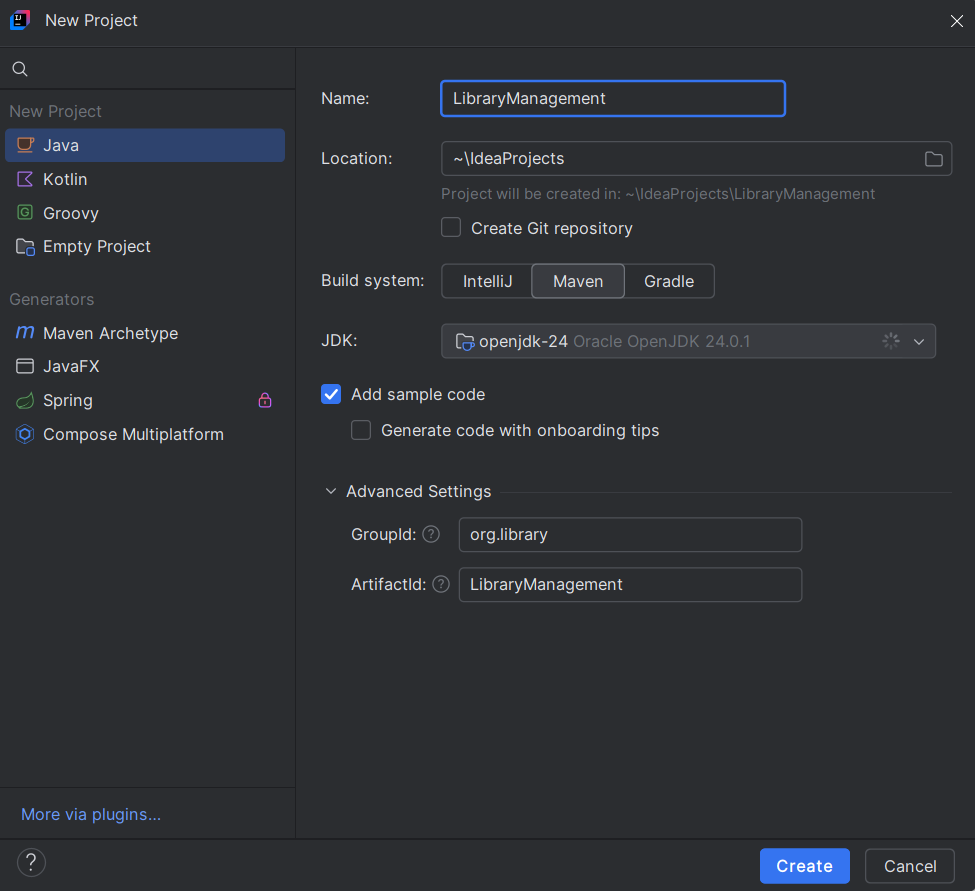 New Project
New Project
Java
Kotlin
Groovy
Empty Project
Generators
Maven Archetype
JavaFX
Spring
Compose Multiplatform
More via plugins...
Name: LibraryManagement
Location: ~\IdeaProjects
Project will be created in: ~\IdeaProjects\LibraryManagement
Create Git repository
Build system: IntelliJ Maven Gradle
JDK: openjdk-24 Oracle OpenJDK 24.0.1
Add sample code
Generate code with onboarding tips
Advanced Settings
GroupId: ? org.library
ArtifactId: ? LibraryManagement
? Create Cancel